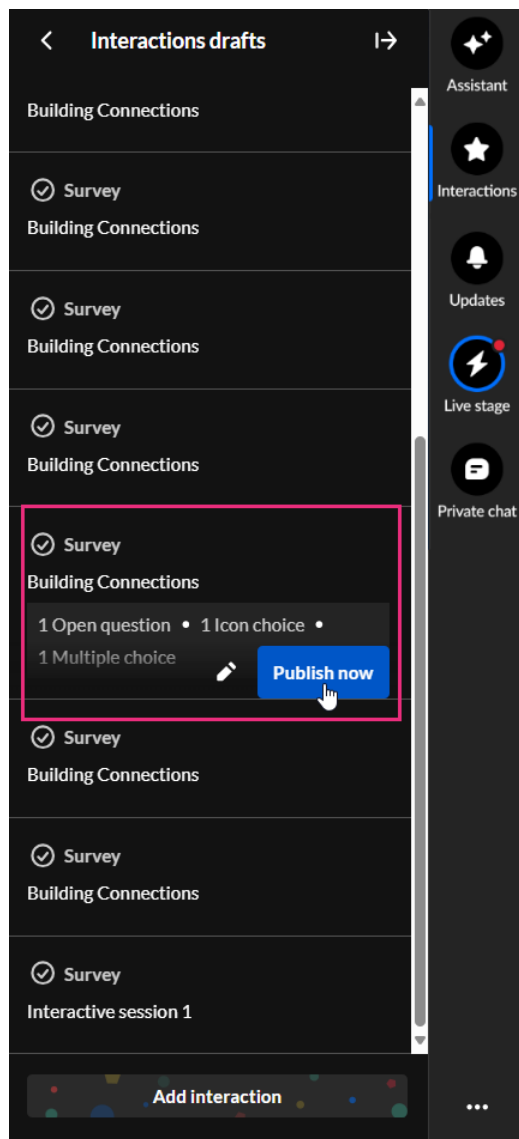 Interactions drafts
Building Connections
Survey
Building Connections
Survey
Building Connections
Survey
Building Connections
Survey
Building Connections
1 Open question • 1 Icon choice •
1 Multiple choice
Publish now
Survey
Building Connections
Survey
Building Connections
Survey
Interactive session 1
Add interaction
Assistant
Interactions
Updates
Live stage
Private chat